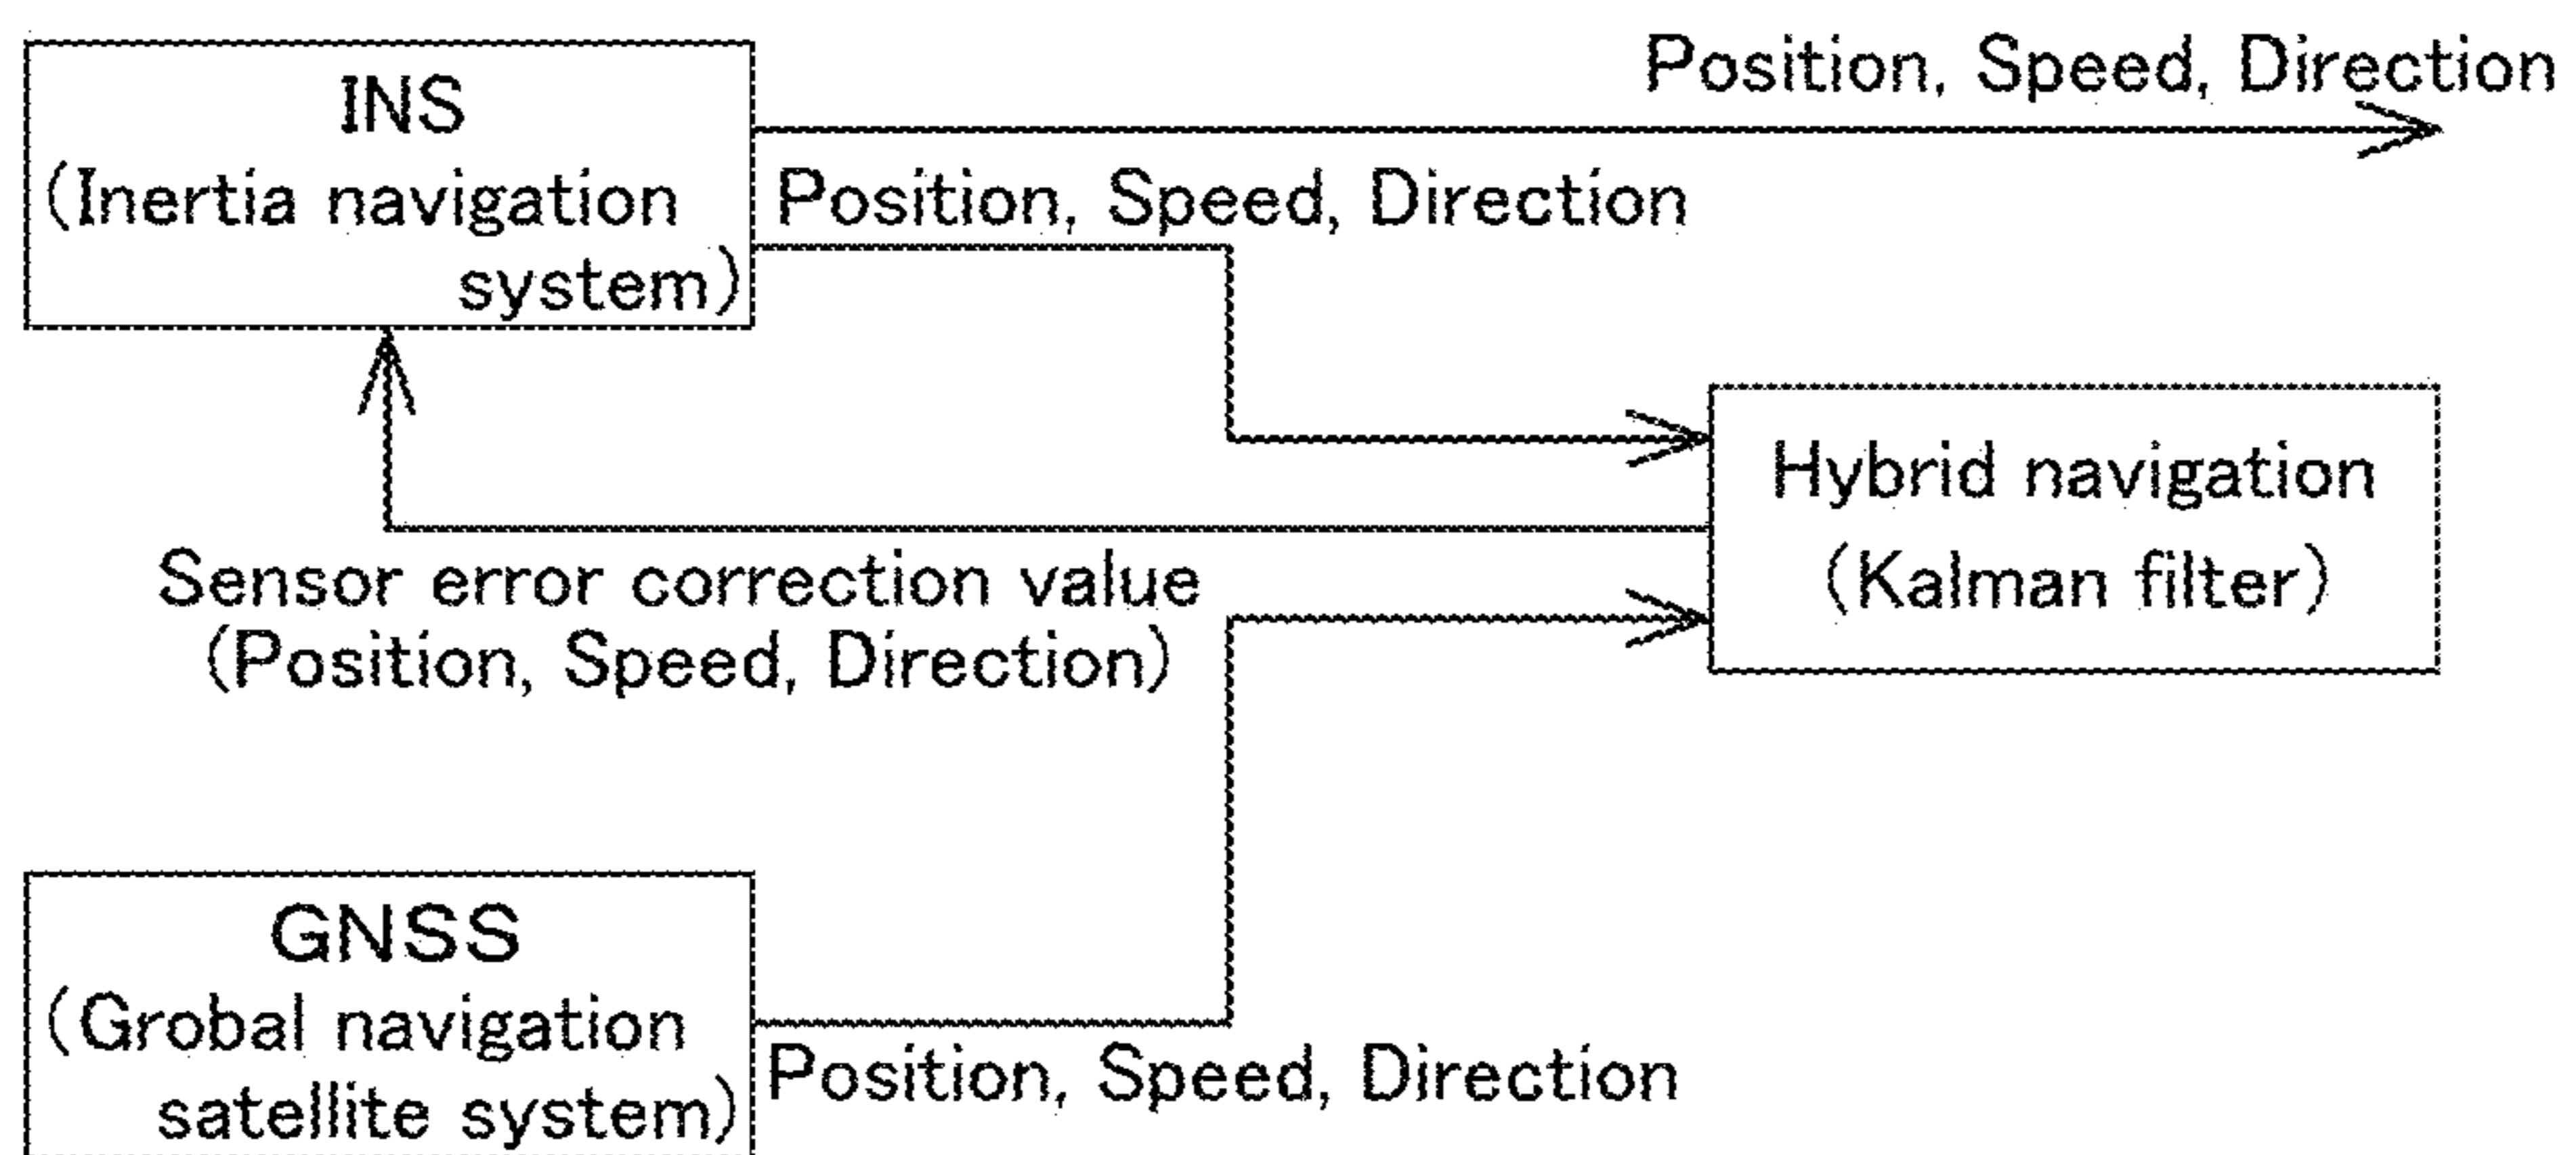 INS
(Inertia navigation
system)
Position, Speed, Direction
Position, Speed, Direction
Hybrid navigation
(Kalman filter)
Sensor error correction value
(Position, Speed, Direction)
GNSS
(Grobal navigation
satellite system)
Position, Speed, Direction